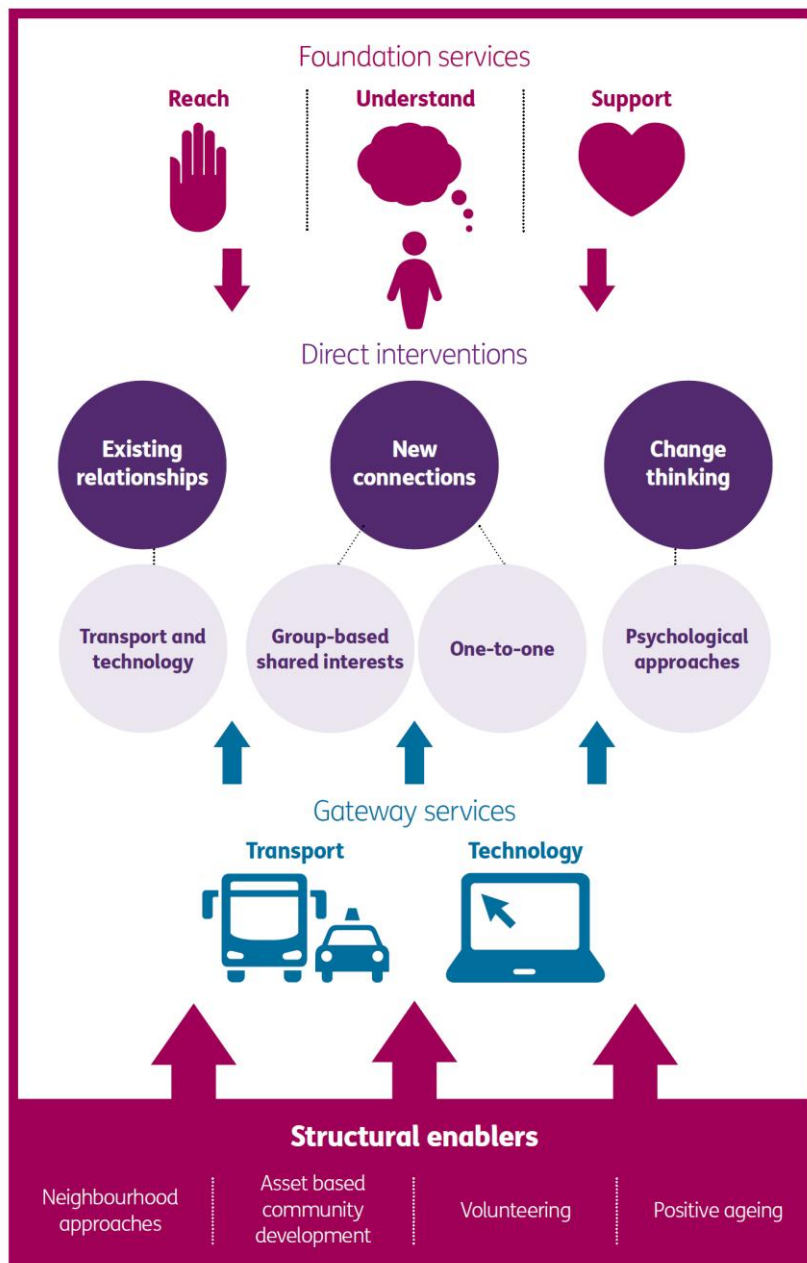 Foundation services
Reach
Understand
Support
Direct interventions
Existing
relationships
New
connections
Change
thinking
Transport and
technology
Group-based
shared interests
One-to-one
Psychological
approaches
Gateway services
Transport
Technology
Structural enablers
Neighbourhood
approaches
Asset based
community
development
Volunteering
Positive ageing